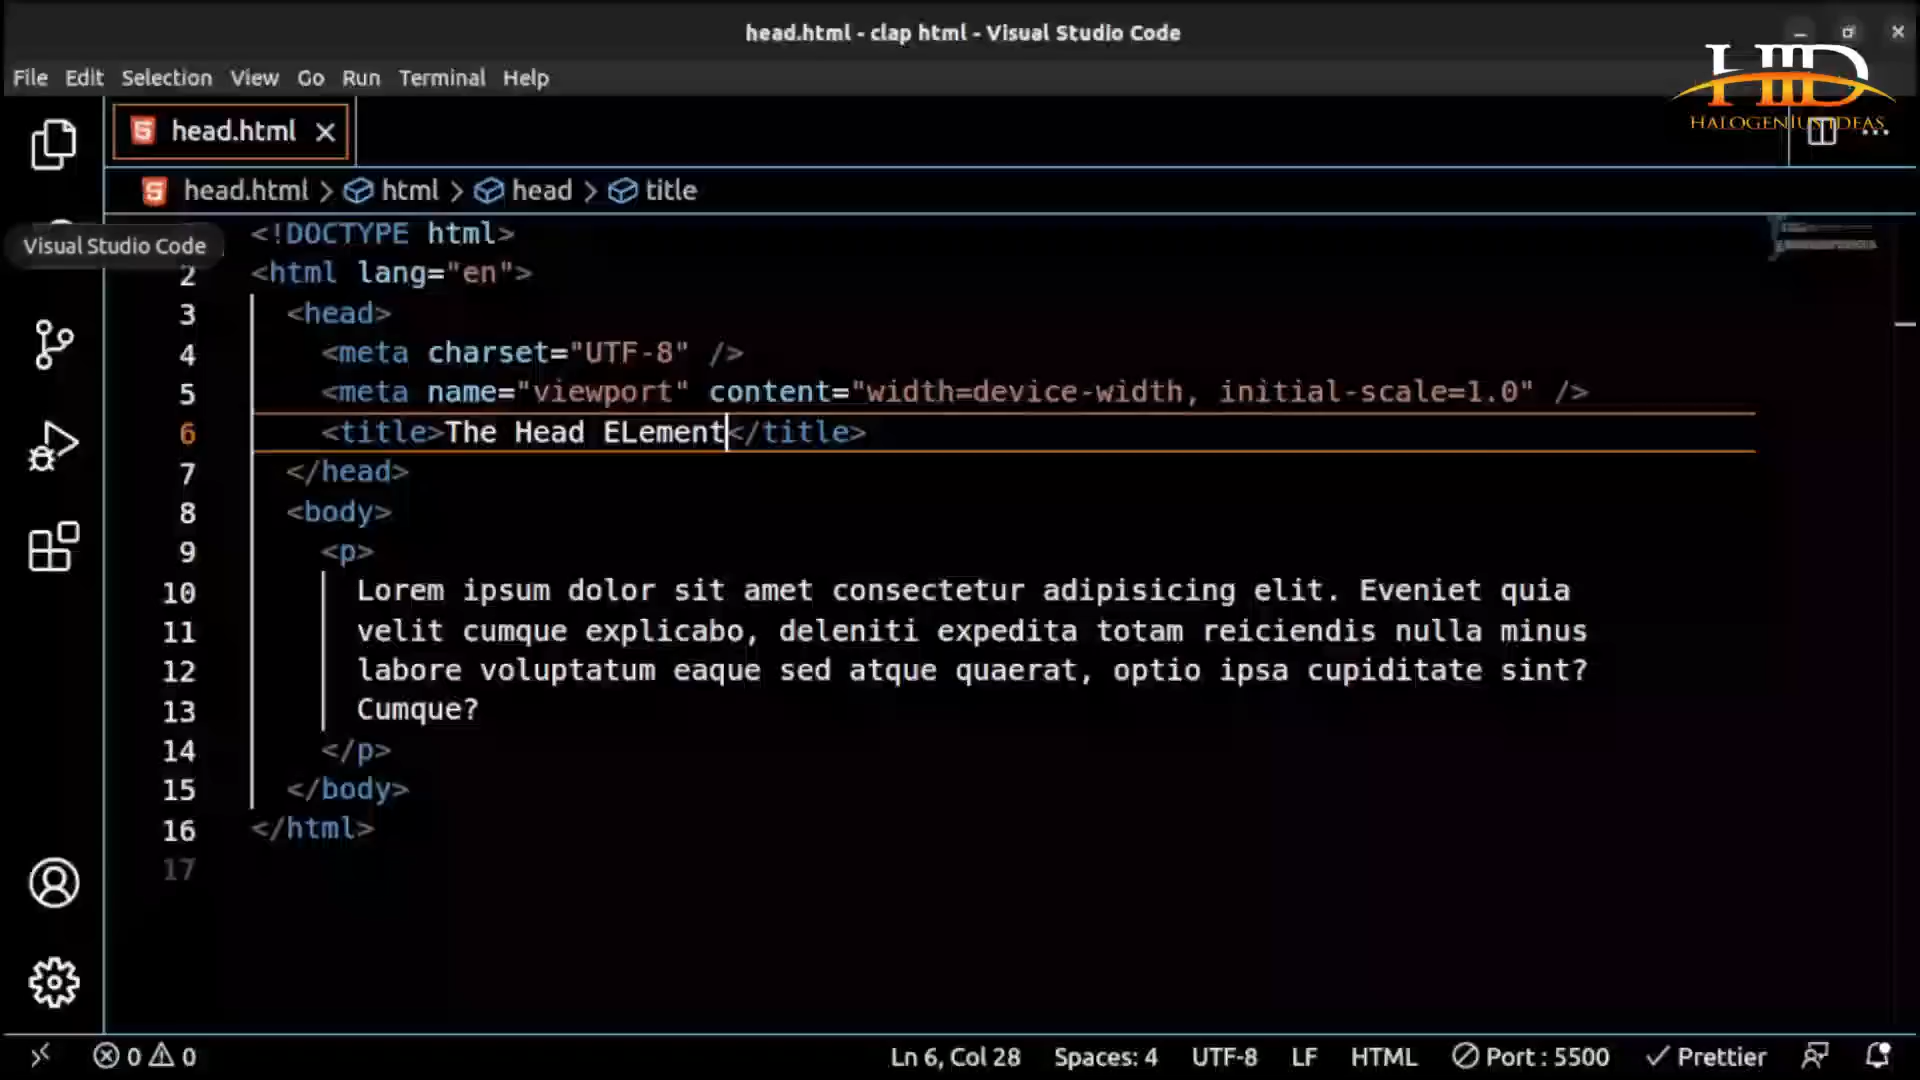 head.html - clap html - Visual Studio Code
File Edit Selection View Go Run Terminal Help
HID
HALOGENIUS IDEAS
head.html
head.html > html > head > title
Visual Studio Code
<!DOCTYPE html>
2 <html lang="en">
3 <head>
4 <meta charset="UTF-8" />
5 <meta name="viewport" content="width=device-width, initial-scale=1.0" />
6 <title>The Head ELement</title>
7 </head>
8 <body>
9 <p>
10 Lorem ipsum dolor sit amet consectetur adipisicing elit. Eveniet quia
11 velit cumque explicabo, deleniti expedita totam reiciendis nulla minus
12 labore voluptatum eaque sed atque quaerat, optio ipsa cupiditate sint?
13 Cumque?
14 </p>
15 </body>
16 </html>
17
0 0 Ln 6, Col 28 Spaces: 4 UTF-8 LF HTML Port : 5500 Prettier